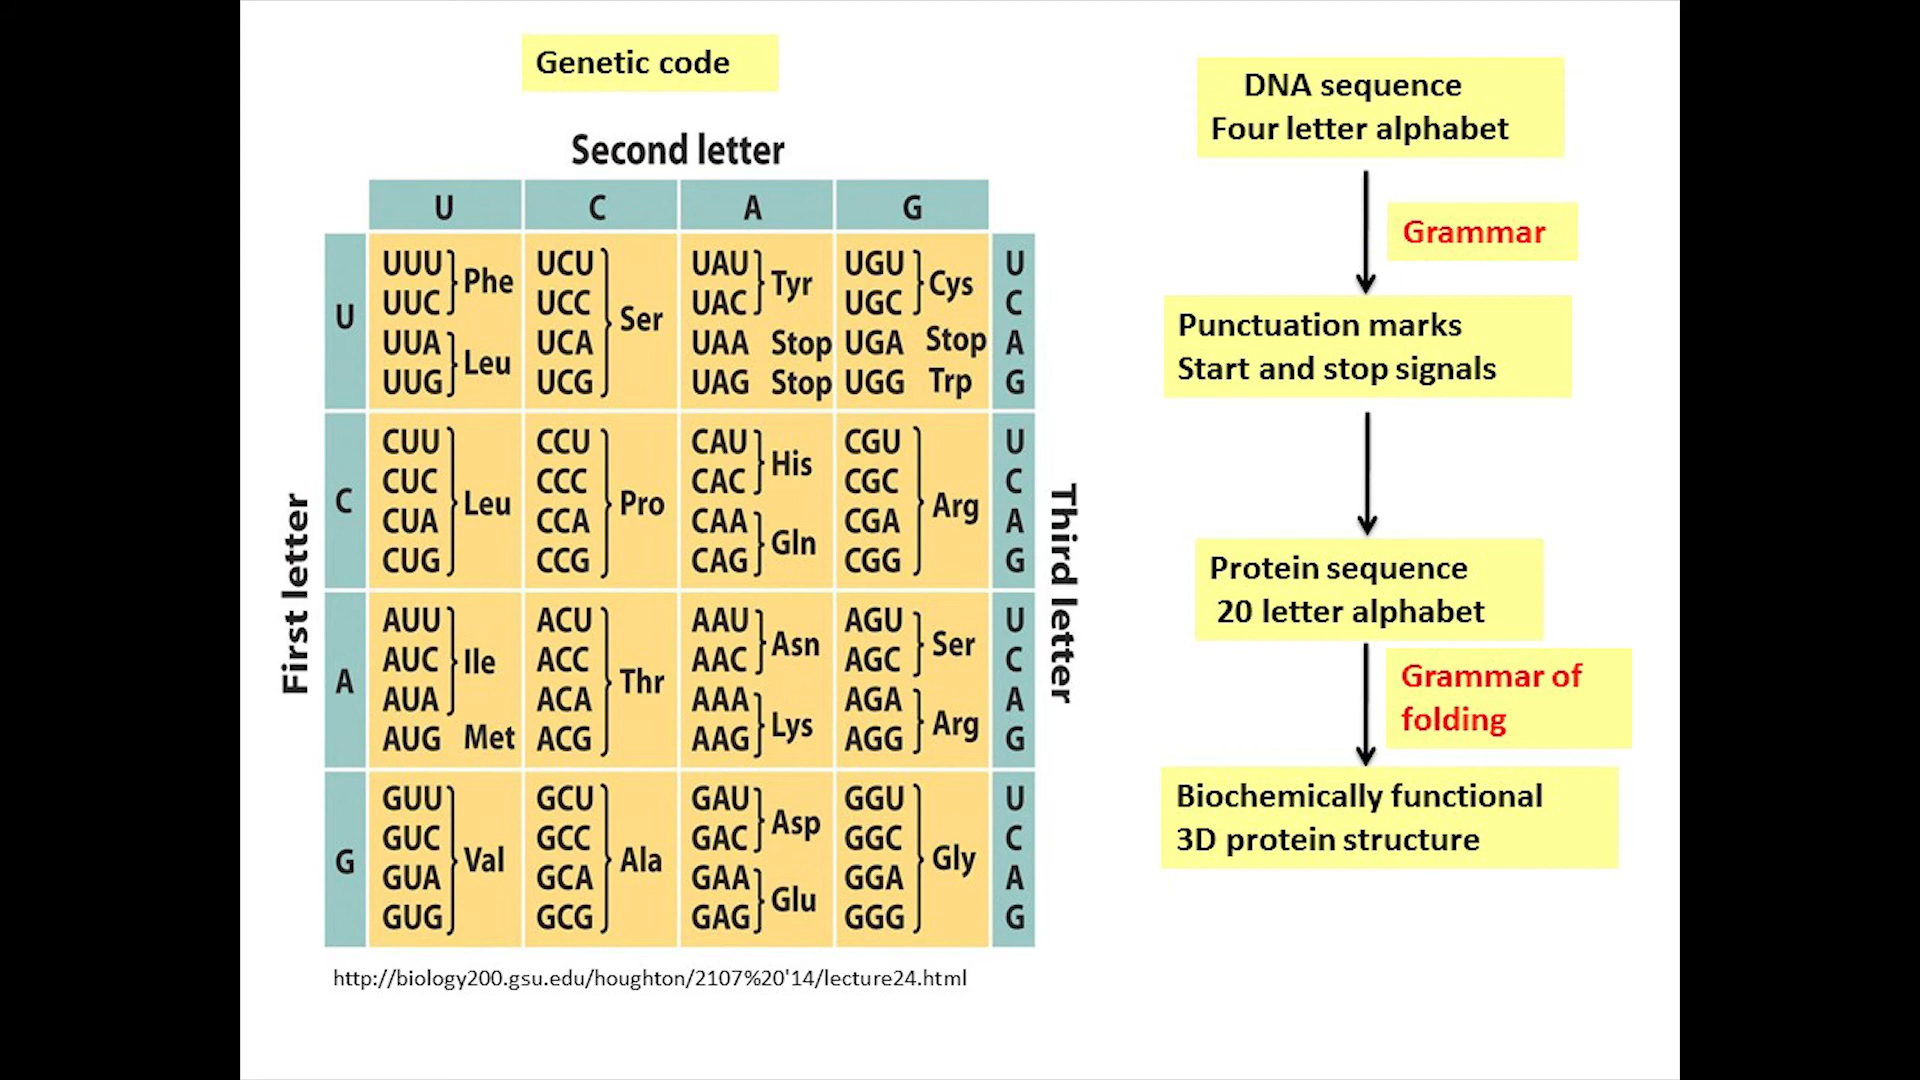 Genetic code
Second letter
U C A G
First letter
Third letter
U
UUU
UUC
Phe
UUA
UUG
Leu
UCU
UCC
UCA
UCG
Ser
UAU
UAC
Tyr
UAA Stop
UAG Stop
UGU
UGC
Cys
UGA Stop
UGG Trp
U
C
A
G
C
CUU
CUC
CUA
CUG
Leu
CCU
CCC
CCA
CCG
Pro
CAU
CAC
His
CAA
CAG
Gln
CGU
CGC
CGA
CGG
Arg
U
C
A
G
A
AUU
AUC
AUA
Ile
AUG Met
ACU
ACC
ACA
ACG
Thr
AAU
AAC
Asn
AAA
AAG
Lys
AGU
AGC
Ser
AGA
AGG
Arg
U
C
A
G
G
GUU
GUC
GUA
GUG
Val
GCU
GCC
GCA
GCG
Ala
GAU
GAC
Asp
GAA
GAG
Glu
GGU
GGC
GGA
GGG
Gly
U
C
A
G
http://biology200.gsu.edu/houghton/2107%20'14/lecture24.html
DNA sequence
Four letter alphabet
Grammar
Punctuation marks
Start and stop signals
Protein sequence
20 letter alphabet
Grammar of
folding
Biochemically functional
3D protein structure